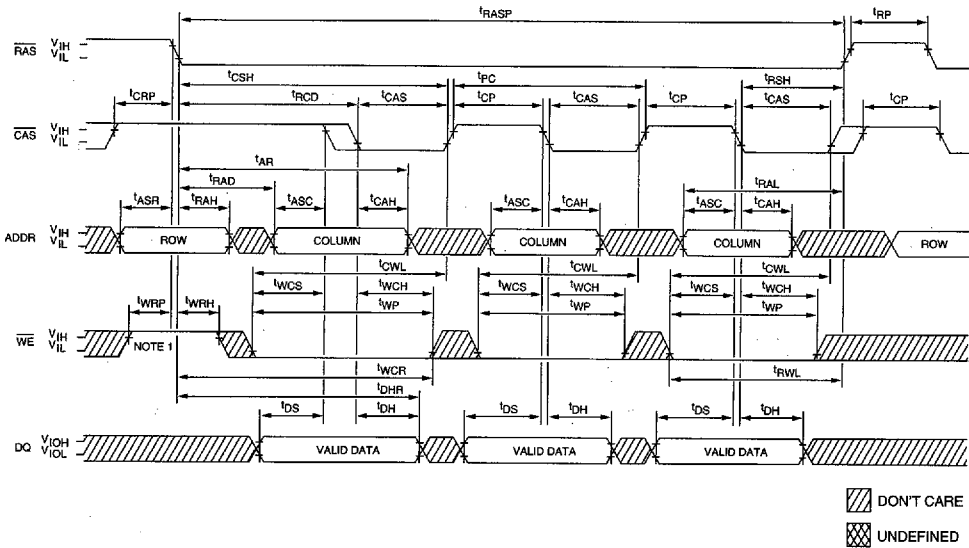 tRASP tRP
RAS VIH
VIL
tCSH tPC tRSH
tCRP tRCD tCAS tCP tCAS tCP tCAS tCP
CAS VIH
VIL
tAR
tRAD tRAL
tASR tRAH tASC tCAH tASC tCAH tASC tCAH
ADDR VIH
VIL
ROW COLUMN COLUMN COLUMN ROW
tCWL tCWL tCWL
tWCS tWCH tWCS tWCH tWCS tWCH
tWRP tWRH tWP tWP tWP
WE VIH
VIL
NOTE 1
tWCR tRWL
tDHR
tDS tDH tDS tDH tDS tDH
DQ VIOH
VIOL
VALID DATA VALID DATA VALID DATA
DON'T CARE
UNDEFINED